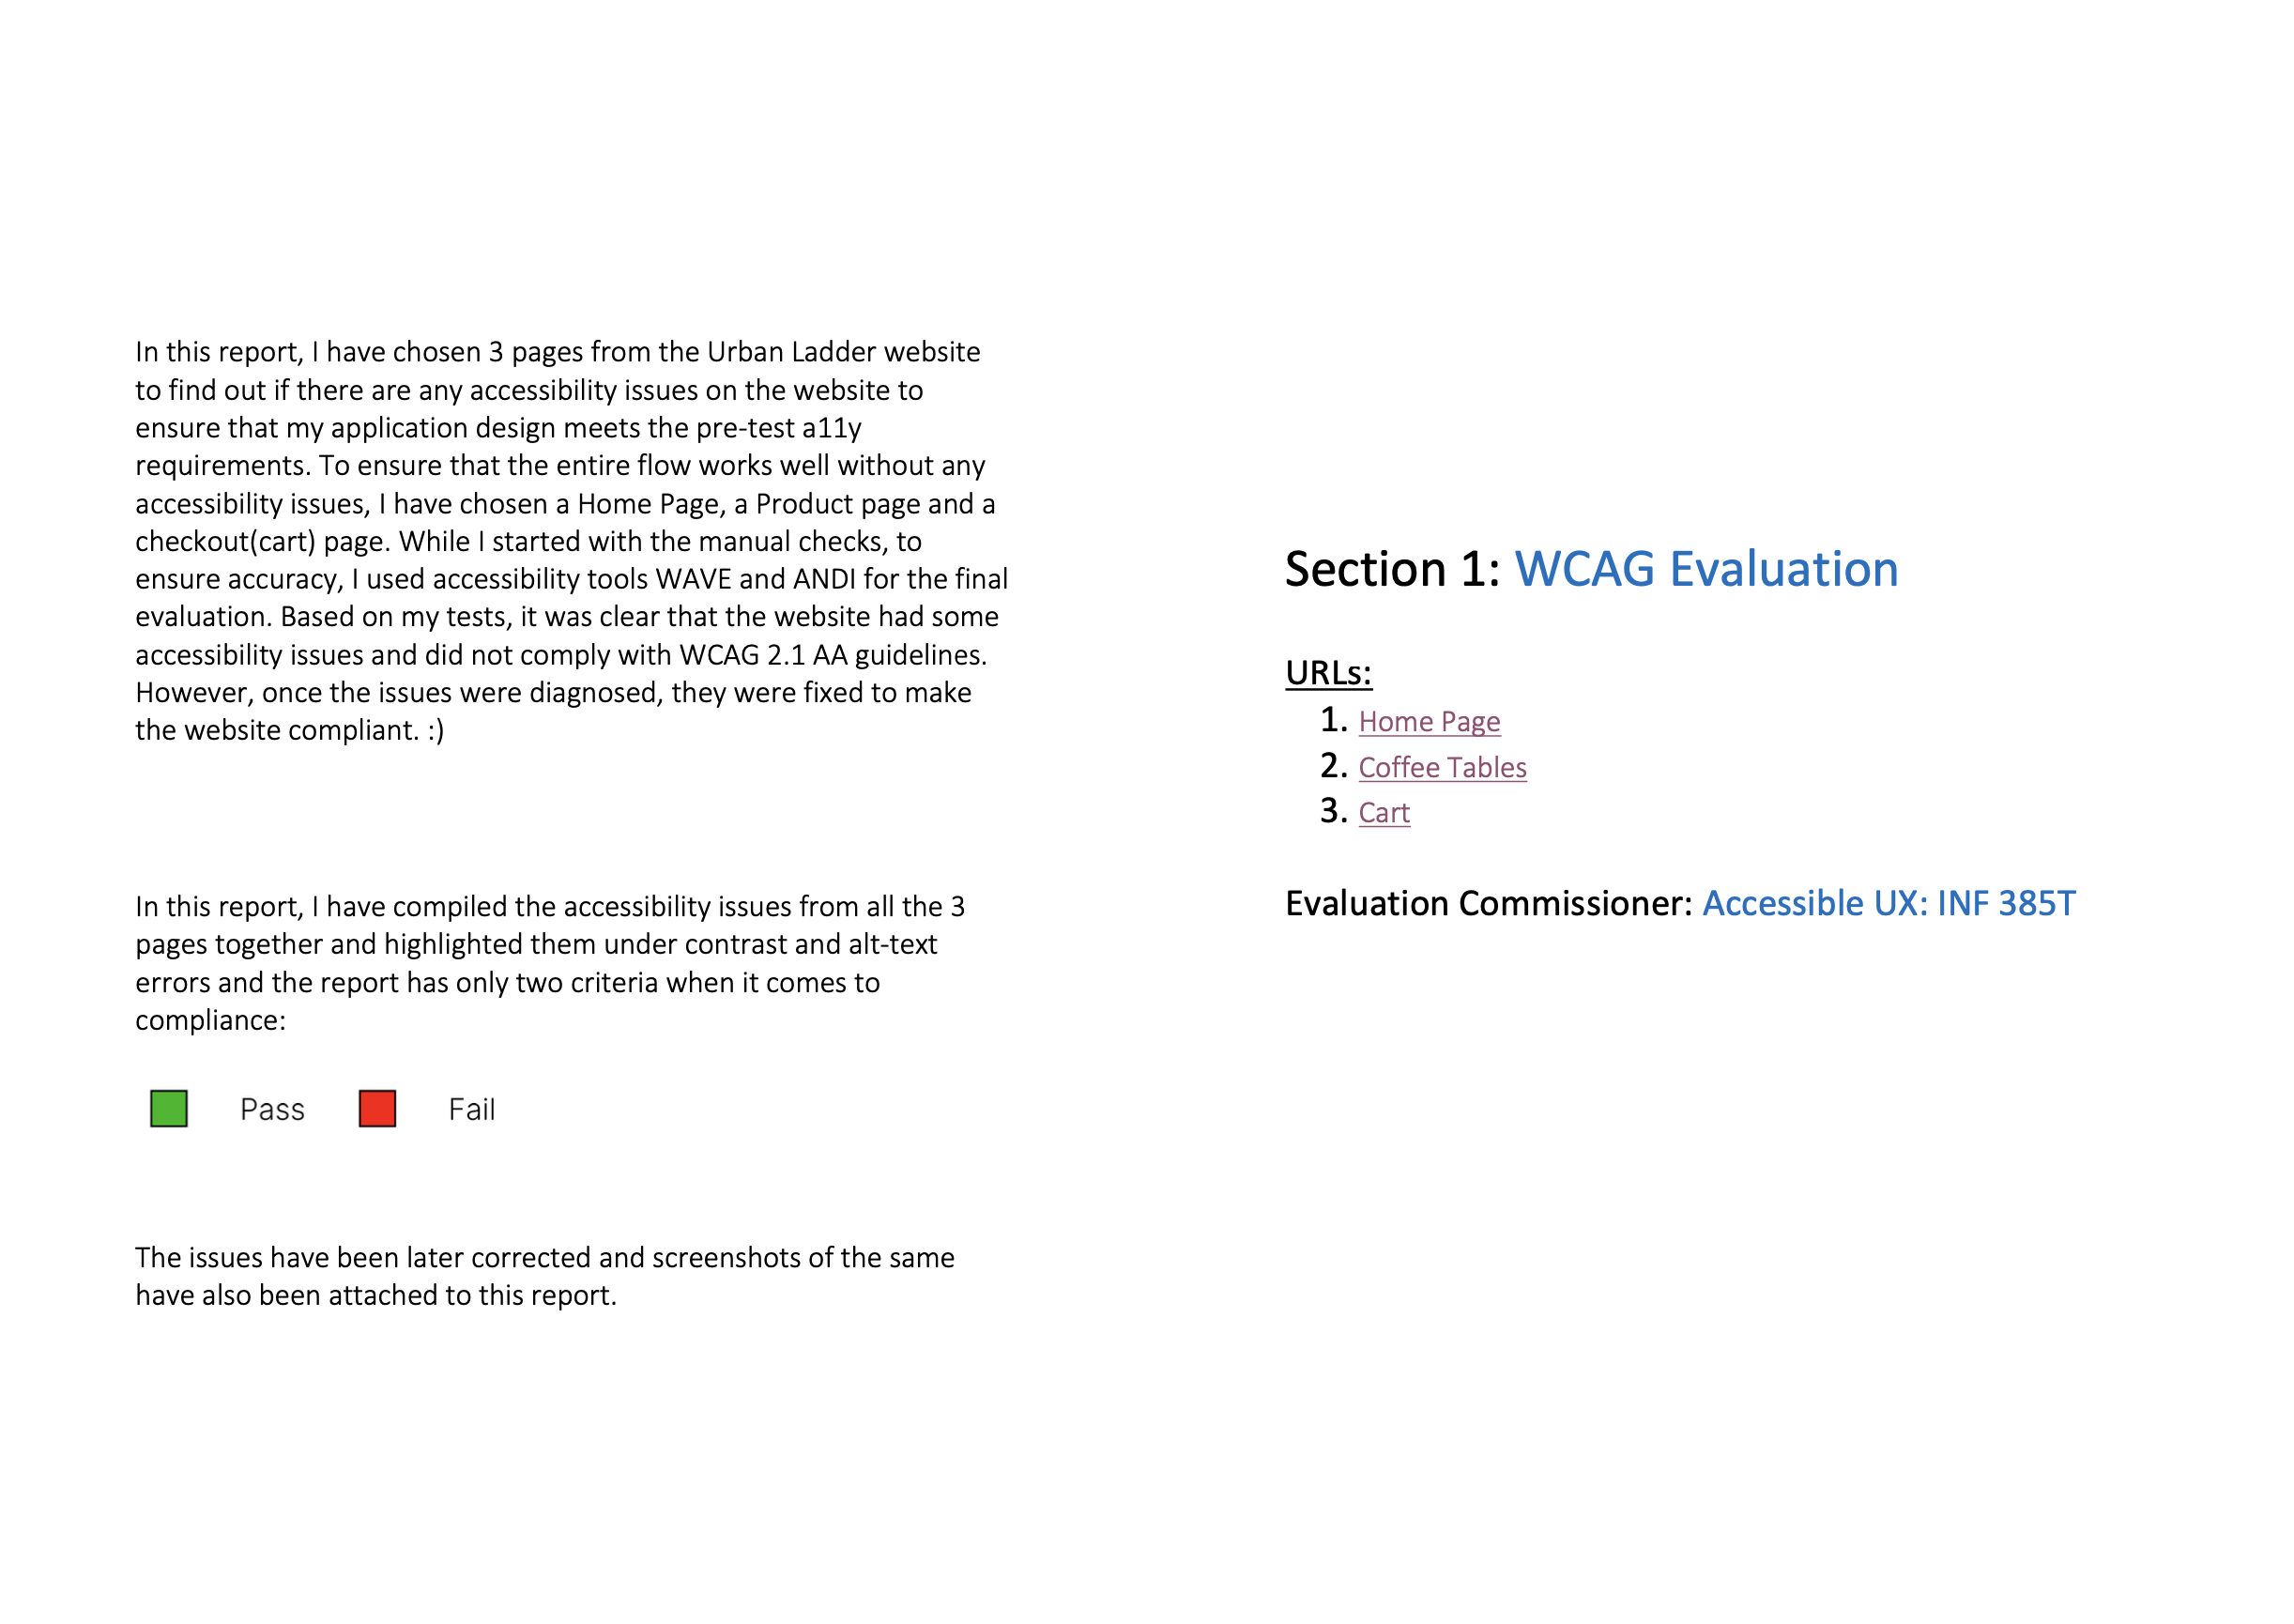 In this report, I have chosen 3 pages from the Urban Ladder website
to find out if there are any accessibility issues on the website to
ensure that my application design meets the pre-test a11y
requirements. To ensure that the entire flow works well without any
accessibility issues, I have chosen a Home Page, a Product page and a
checkout(cart) page. While I started with the manual checks, to
ensure accuracy, I used accessibility tools WAVE and ANDI for the final
evaluation. Based on my tests, it was clear that the website had some
accessibility issues and did not comply with WCAG 2.1 AA guidelines.
However, once the issues were diagnosed, they were fixed to make
the website compliant. :)
In this report, I have compiled the accessibility issues from all the 3
pages together and highlighted them under contrast and alt-text
errors and the report has only two criteria when it comes to
compliance:
Pass Fail
The issues have been later corrected and screenshots of the same
have also been attached to this report.
Section 1: WCAG Evaluation
URLs:
1. Home Page
2. Coffee Tables
3. Cart
Evaluation Commissioner: Accessible UX: INF 385T